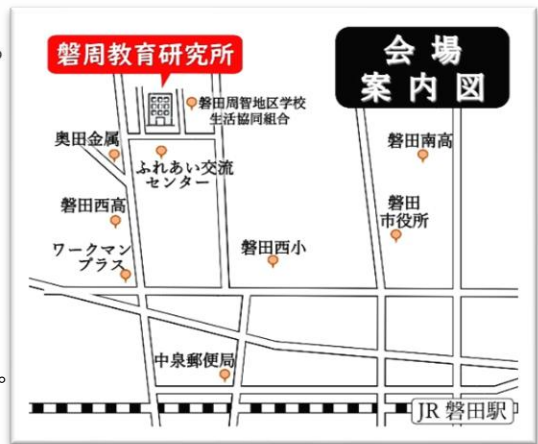 磐周教育研究所
会場
案内図
磐田周智地区学校
生活協同組合
奥田金属
ふれあい交流
センター
磐田南高
磐田西高
磐田
市役所
ワークマン
プラス
磐田西小
中泉郵便局
JR 磐田駅